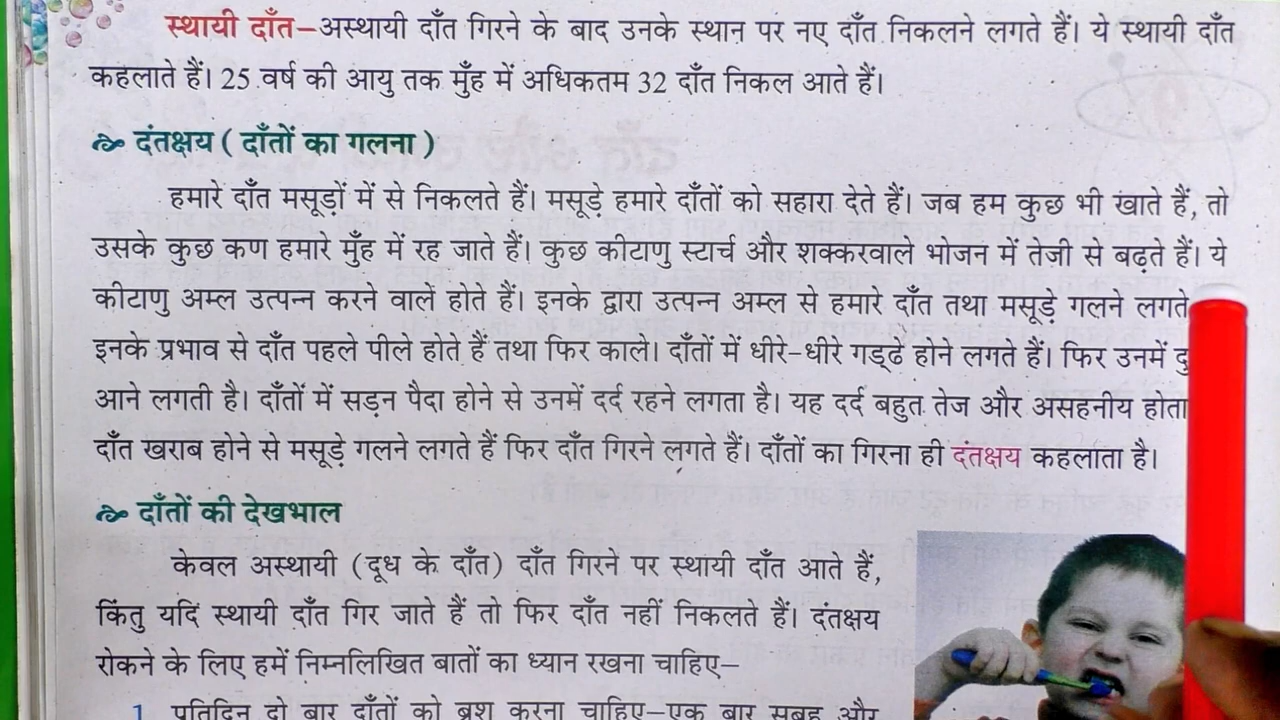 स्थायी दाँत–अस्थायी दाँत गिरने के बाद उनके स्थान पर नए दाँत निकलने लगते हैं। ये स्थायी दाँत
कहलाते हैं। 25 वर्ष की आयु तक मुँह में अधिकतम 32 दाँत निकल आते हैं।
दंतक्षय ( दाँतों का गलना )
हमारे दाँत मसूड़ों में से निकलते हैं। मसूड़े हमारे दाँतों को सहारा देते हैं। जब हम कुछ भी खाते हैं, तो
उसके कुछ कण हमारे मुँह में रह जाते हैं। कुछ कीटाणु स्टार्च और शक्करवाले भोजन में तेजी से बढ़ते हैं। ये
कीटाणु अम्ल उत्पन्न करने वाले होते हैं। इनके द्वारा उत्पन्न अम्ल से हमारे दाँत तथा मसूड़े गलने लगते
इनके प्रभाव से दाँत पहले पीले होते हैं तथा फिर काले। दाँतों में धीरे-धीरे गड्ढे होने लगते हैं। फिर उनमें
आने लगती है। दाँतों में सड़न पैदा होने से उनमें दर्द रहने लगता है। यह दर्द बहुत तेज और असहनीय होता
दाँत खराब होने से मसूड़े गलने लगते हैं फिर दाँत गिरने लगते हैं। दाँतों का गिरना ही दंतक्षय कहलाता है।
दाँतों की देखभाल
केवल अस्थायी (दूध के दाँत) दाँत गिरने पर स्थायी दाँत आते हैं,
किंतु यदि स्थायी दाँत गिर जाते हैं तो फिर दाँत नहीं निकलते हैं। दंतक्षय
रोकने के लिए हमें निम्नलिखित बातों का ध्यान रखना चाहिए–
1 प्रतिदिन दो बार दाँतों को ब्रश करना चाहिए–एक बार सुबह और